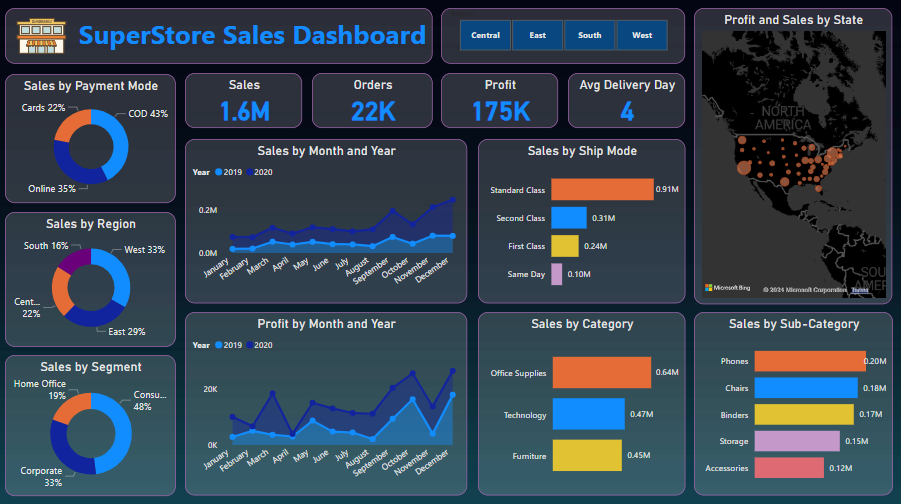 SuperStore Sales Dashboard
Central
East
South
West
Profit and Sales by State
NORTH
AMERICA
SOU
AMER
Microsoft Bing
© 2024 Microsoft Corporation Terms
Sales by Payment Mode
Cards 22%
COD 43%
Online 35%
Sales
1.6M
Orders
22K
Profit
175K
Avg Delivery Day
4
Sales by Region
South 16%
West 33%
Cent...
22%
East 29%
Sales by Segment
Home Office
19%
Consu...
48%
Corporate
33%
Sales by Month and Year
Year 2019 2020
0.2M
0.0M
January
February
March
April
May
June
July
August
September
October
November
December
Sales by Ship Mode
Standard Class 0.91M
Second Class 0.31M
First Class 0.24M
Same Day 0.10M
Profit by Month and Year
Year 2019 2020
20K
0K
January
February
March
April
May
June
July
August
September
October
November
December
Sales by Category
Office Supplies 0.64M
Technology 0.47M
Furniture 0.45M
Sales by Sub-Category
Phones 0.20M
Chairs 0.18M
Binders 0.17M
Storage 0.15M
Accessories 0.12M